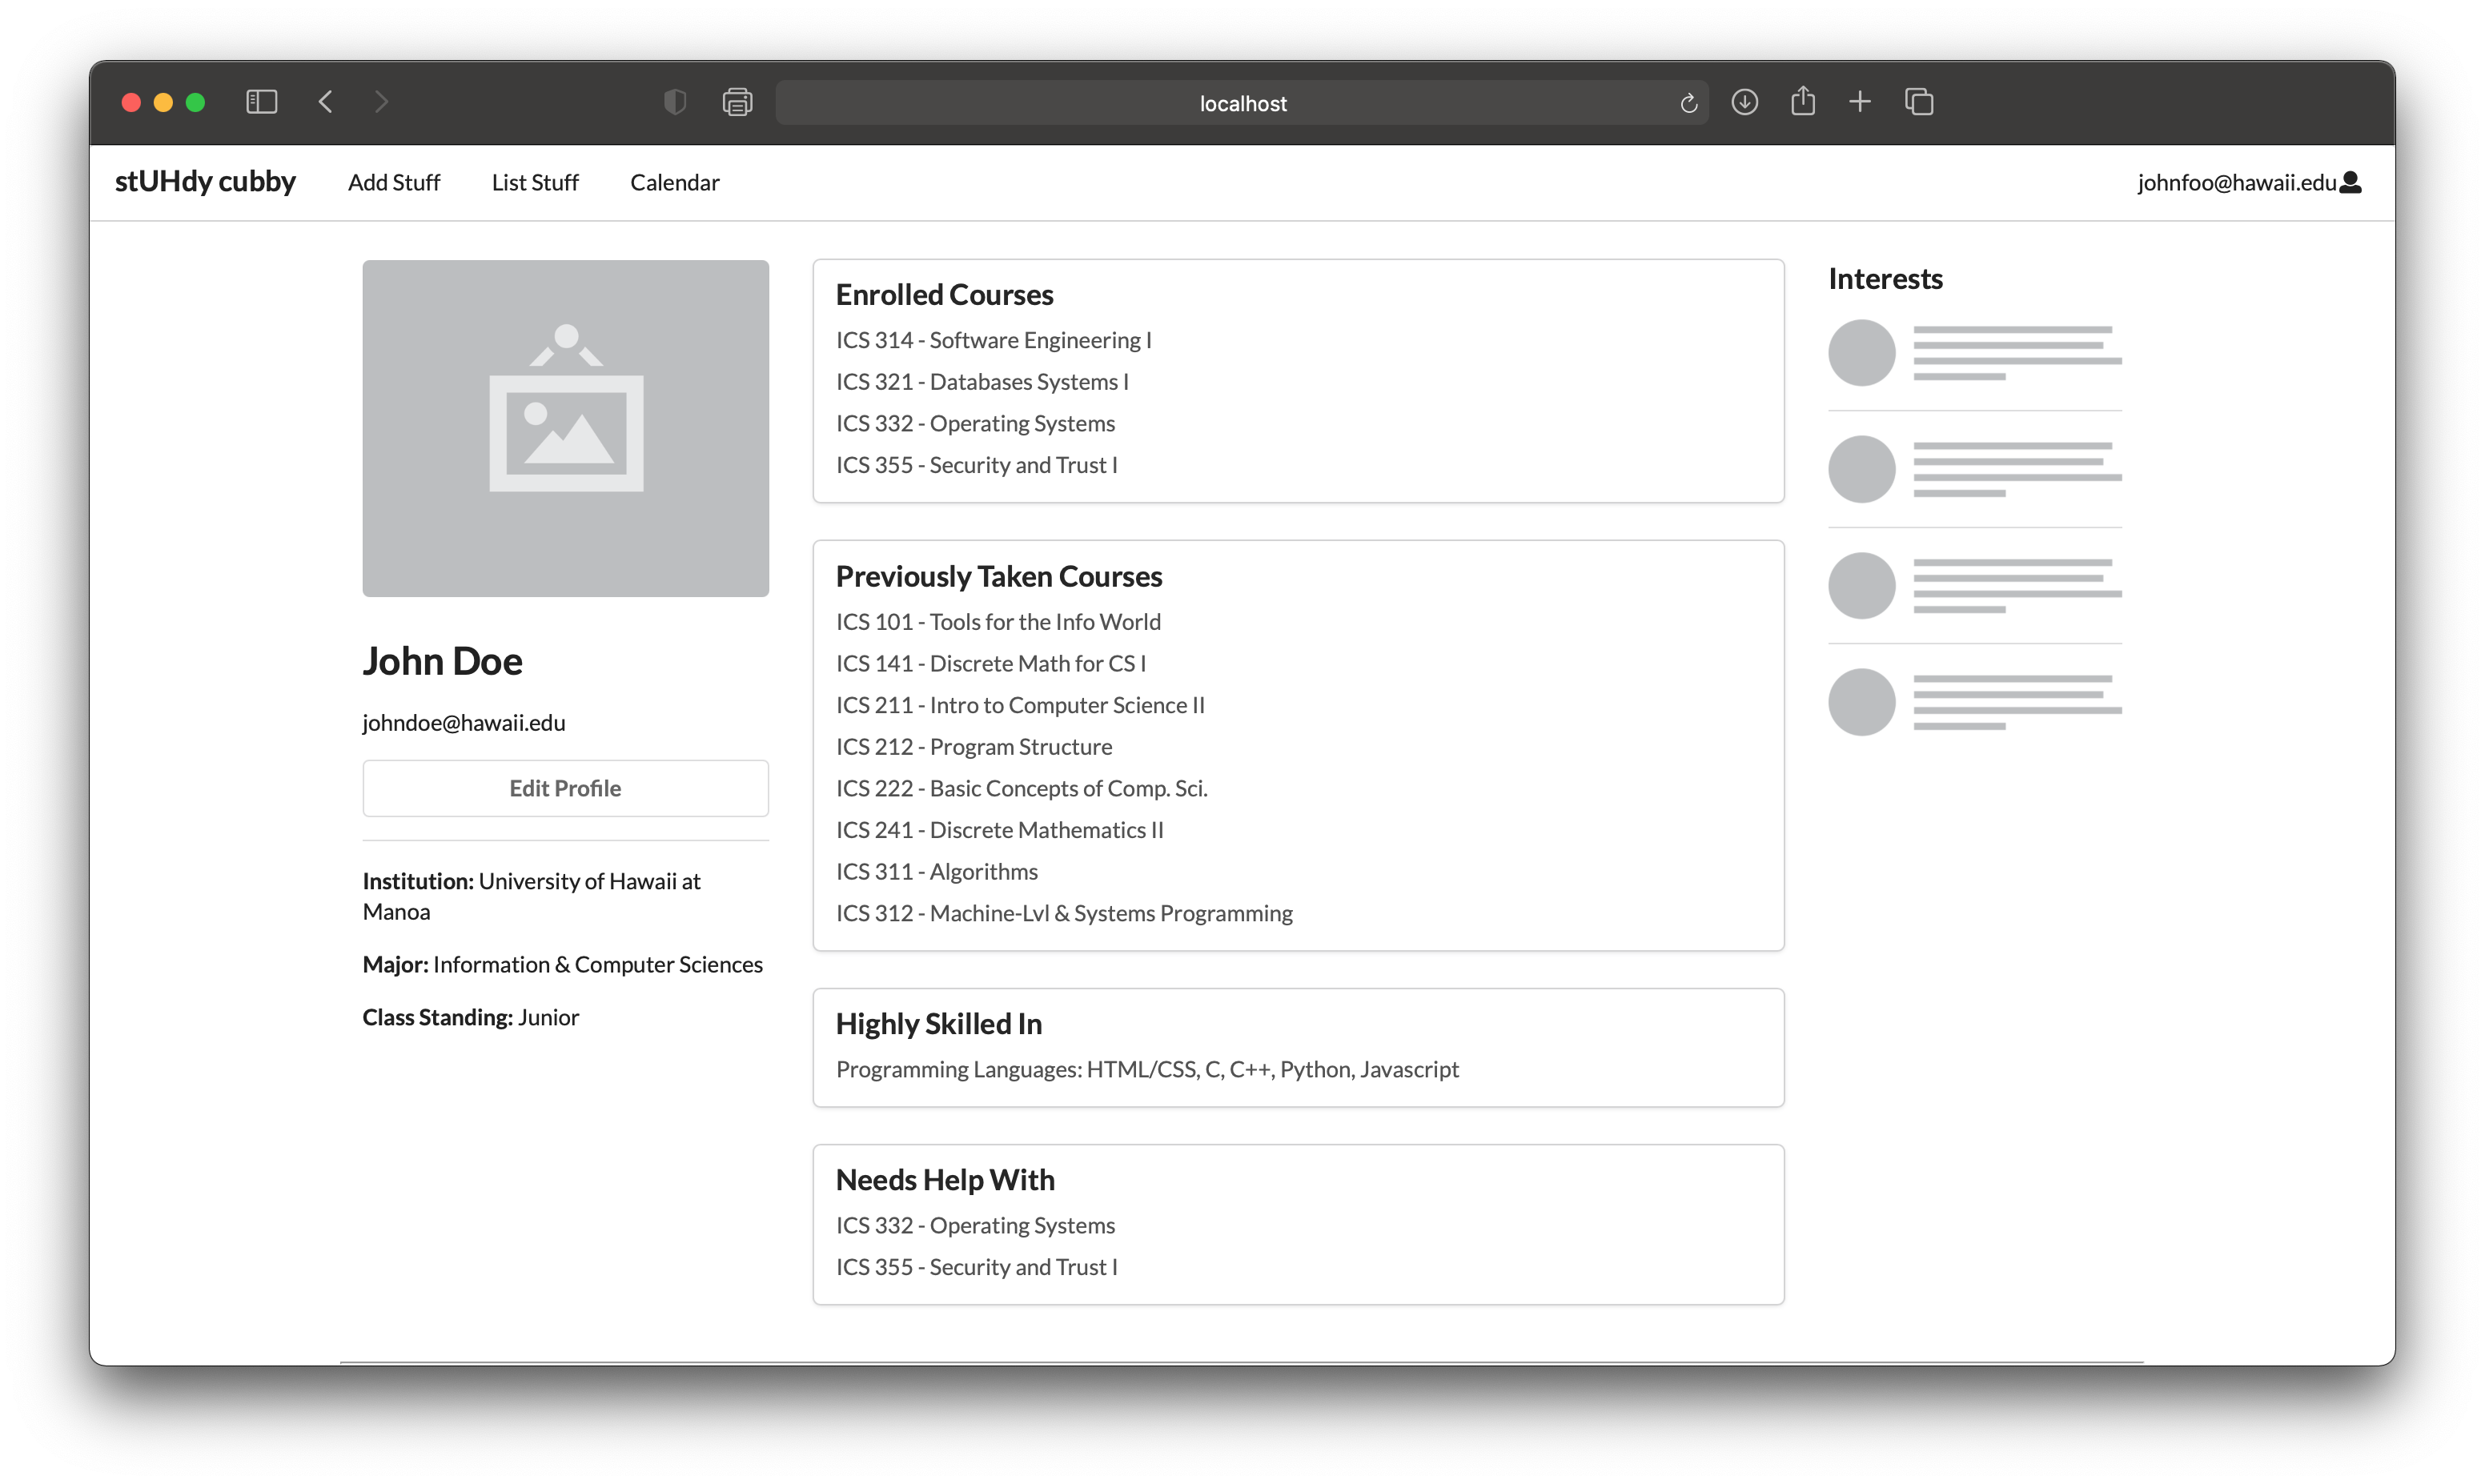 localhost
stUHdy cubby
Add Stuff
List Stuff
Calendar
johnfoo@hawaii.edu
John Doe
johndoe@hawaii.edu
Edit Profile
Institution: University of Hawaii at
Manoa
Major: Information & Computer Sciences
Class Standing: Junior
Enrolled Courses
ICS 314 - Software Engineering I
ICS 321 - Databases Systems I
ICS 332 - Operating Systems
ICS 355 - Security and Trust I
Previously Taken Courses
ICS 101 - Tools for the Info World
ICS 141 - Discrete Math for CS I
ICS 211 - Intro to Computer Science II
ICS 212 - Program Structure
ICS 222 - Basic Concepts of Comp. Sci.
ICS 241 - Discrete Mathematics II
ICS 311 - Algorithms
ICS 312 - Machine-Lvl & Systems Programming
Highly Skilled In
Programming Languages: HTML/CSS, C, C++, Python, Javascript
Needs Help With
ICS 332 - Operating Systems
ICS 355 - Security and Trust I
Interests